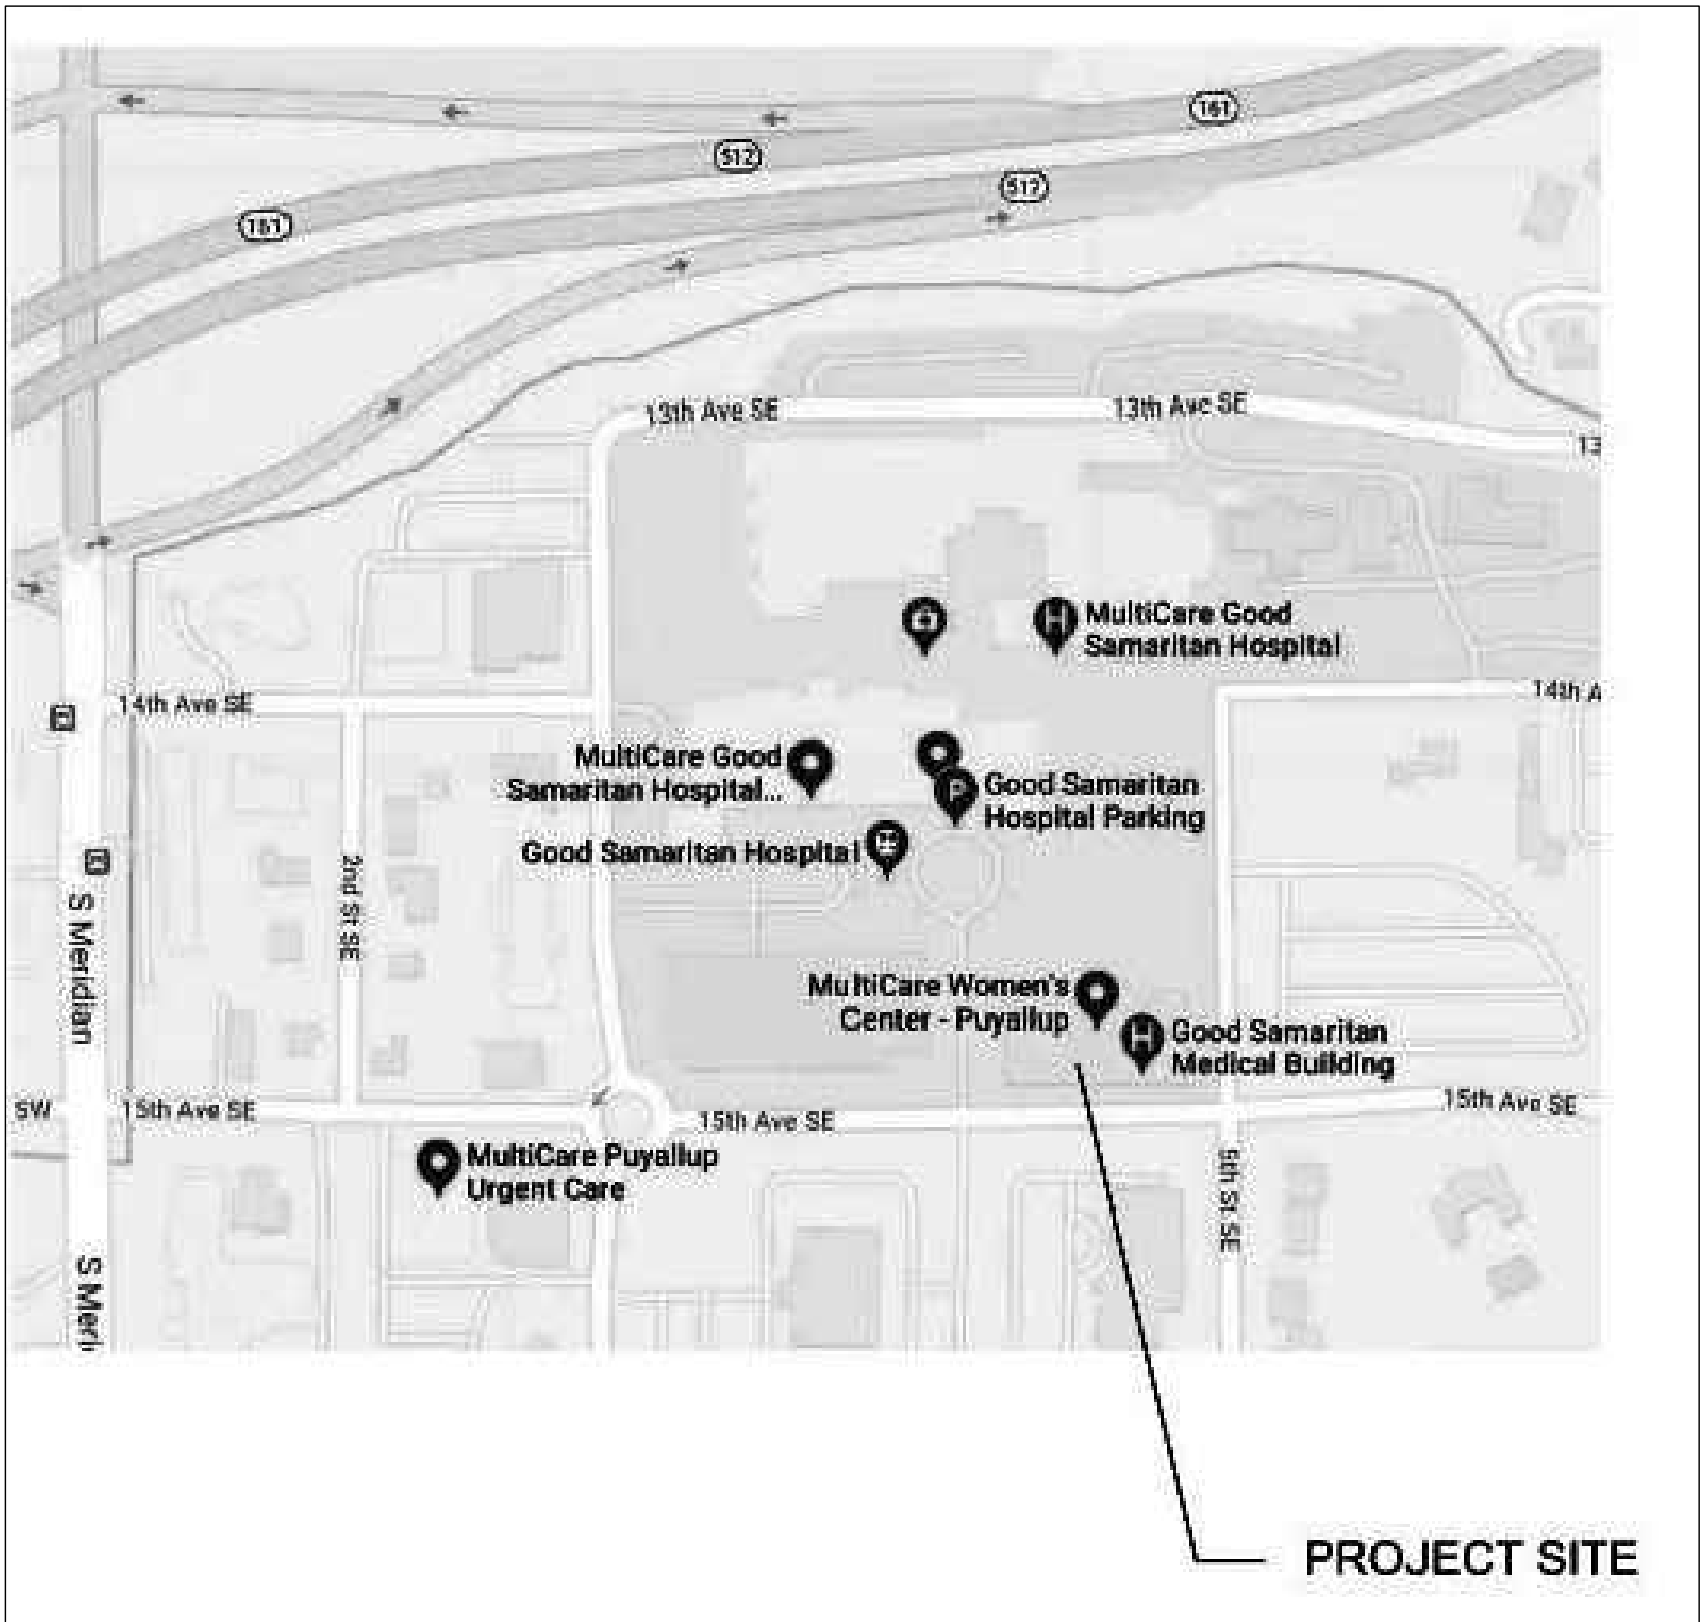 161
512
512
161
13th Ave SE
13th Ave SE
13
H
MultiCare Good
Samaritan Hospital
14th Ave SE
14th A
MultiCare Good
Samaritan Hospital...
P
Good Samaritan
Hospital Parking
Good Samaritan Hospital
2nd St SE
S Meridian
MultiCare Women's
Center - Puyallup
H
Good Samaritan
Medical Building
SW
15th Ave SE
15th Ave SE
15th Ave SE
MultiCare Puyallup
Urgent Care
5th St SE
S Meri
PROJECT SITE